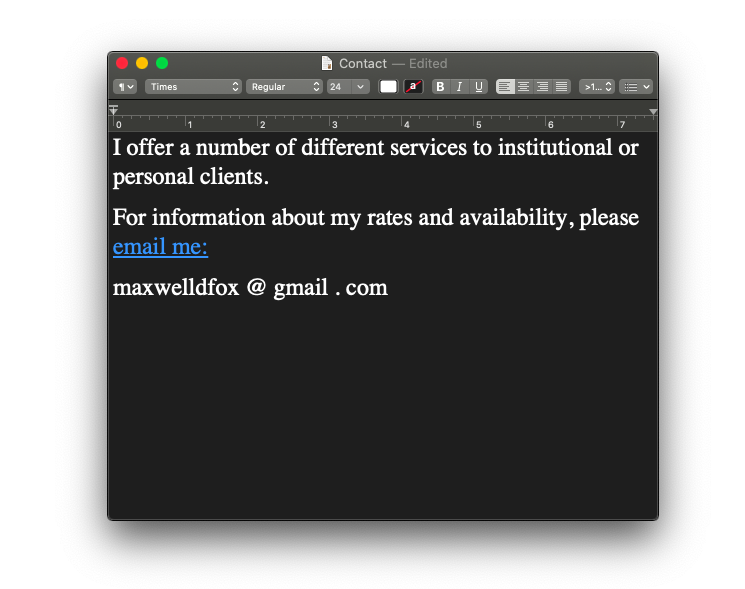 Contact — Edited
¶ Times Regular 24 a B I U >1...
0 1 2 3 4 5 6 7
I offer a number of different services to institutional or
personal clients.
For information about my rates and availability, please
email me:
maxwelldfox @ gmail . com